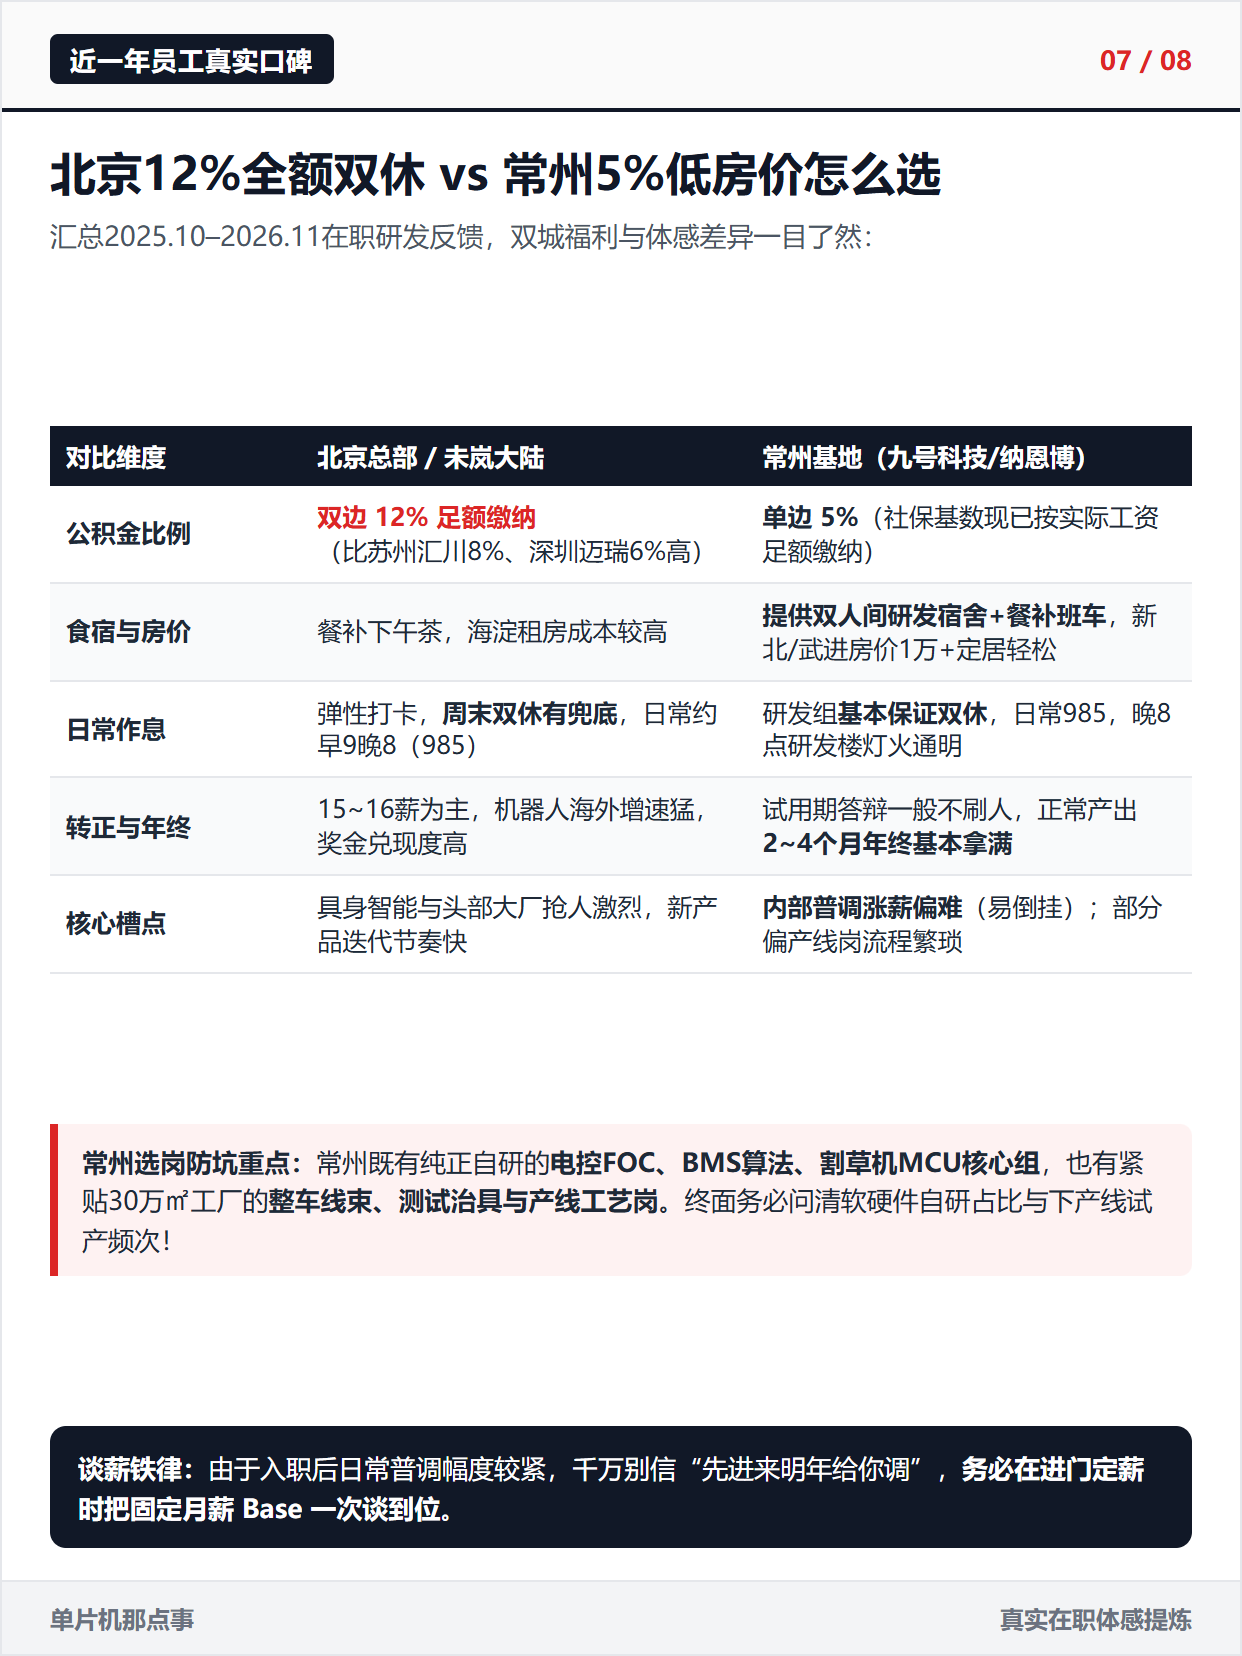 近一年员工真实口碑
07 / 08
北京12%全额双休 vs 常州5%低房价怎么选
汇总2025.10–2026.11在职研发反馈，双城福利与体感差异一目了然：
对比维度
北京总部 / 未岚大陆
常州基地（九号科技/纳恩博）
公积金比例
双边 12% 足额缴纳
（比苏州汇川8%、深圳迈瑞6%高）
单边 5%（社保基数现已按实际工资
足额缴纳）
食宿与房价
餐补下午茶，海淀租房成本较高
提供双人间研发宿舍+餐补班车，新
北/武进房价1万+定居轻松
日常作息
弹性打卡，周末双休有兜底，日常约
早9晚8（985）
研发组基本保证双休，日常985，晚8
点研发楼灯火通明
转正与年终
15~16薪为主，机器人海外增速猛，
奖金兑现度高
试用期答辩一般不刷人，正常产出
2~4个月年终基本拿满
核心槽点
具身智能与头部大厂抢人激烈，新产
品迭代节奏快
内部普调涨薪偏难（易倒挂）；部分
偏产线岗流程繁琐
常州选岗防坑重点：常州既有纯正自研的电控FOC、BMS算法、割草机MCU核心组，也有紧
贴30万㎡工厂的整车线束、测试治具与产线工艺岗。终面务必问清软硬件自研占比与下产线试
产频次！
谈薪铁律：由于入职后日常普调幅度较紧，千万别信“先进来明年给你调”，务必在进门定薪
时把固定月薪 Base 一次谈到位。
单片机那点事
真实在职体感提炼